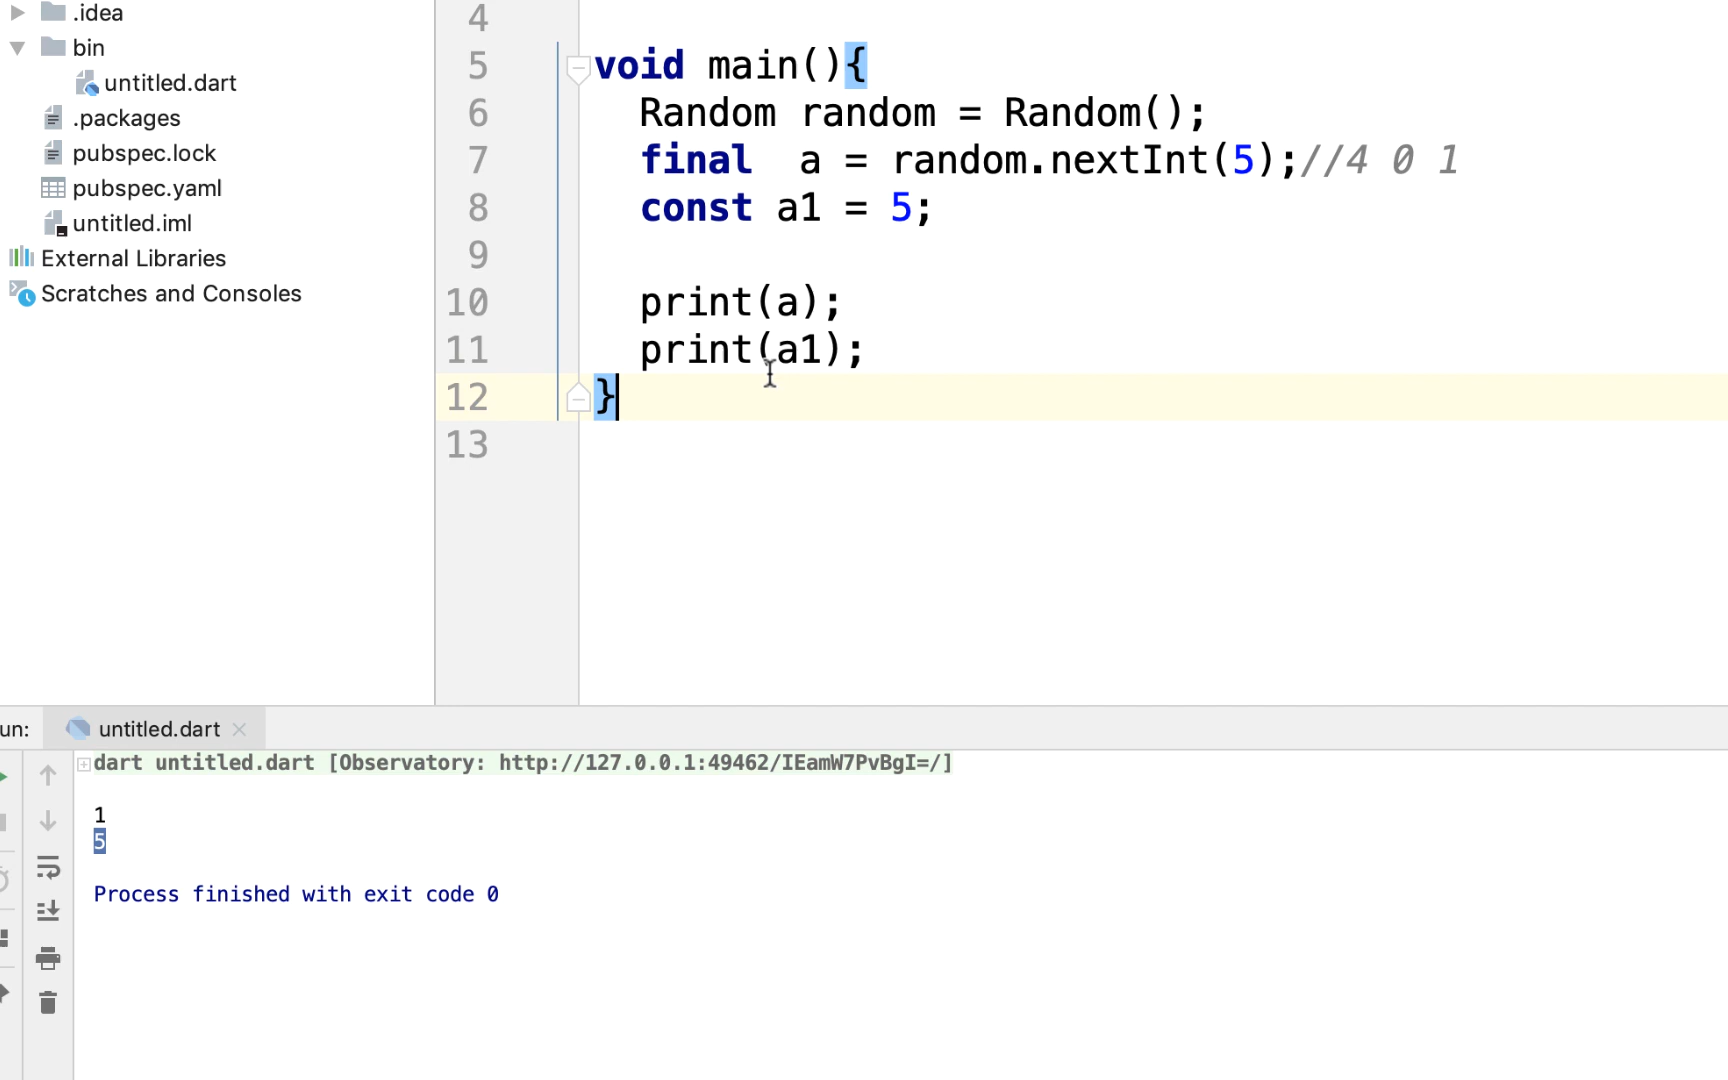 .idea
bin
untitled.dart
.packages
pubspec.lock
pubspec.yaml
untitled.iml
External Libraries
Scratches and Consoles
4
5 void main(){
6 Random random = Random();
7 final a = random.nextInt(5);//4 0 1
8 const a1 = 5;
9
10 print(a);
11 print(a1);
12 }
13
un: untitled.dart
dart untitled.dart [Observatory: http://127.0.0.1:49462/IEamW7PvBgI=/]
1
5
Process finished with exit code 0